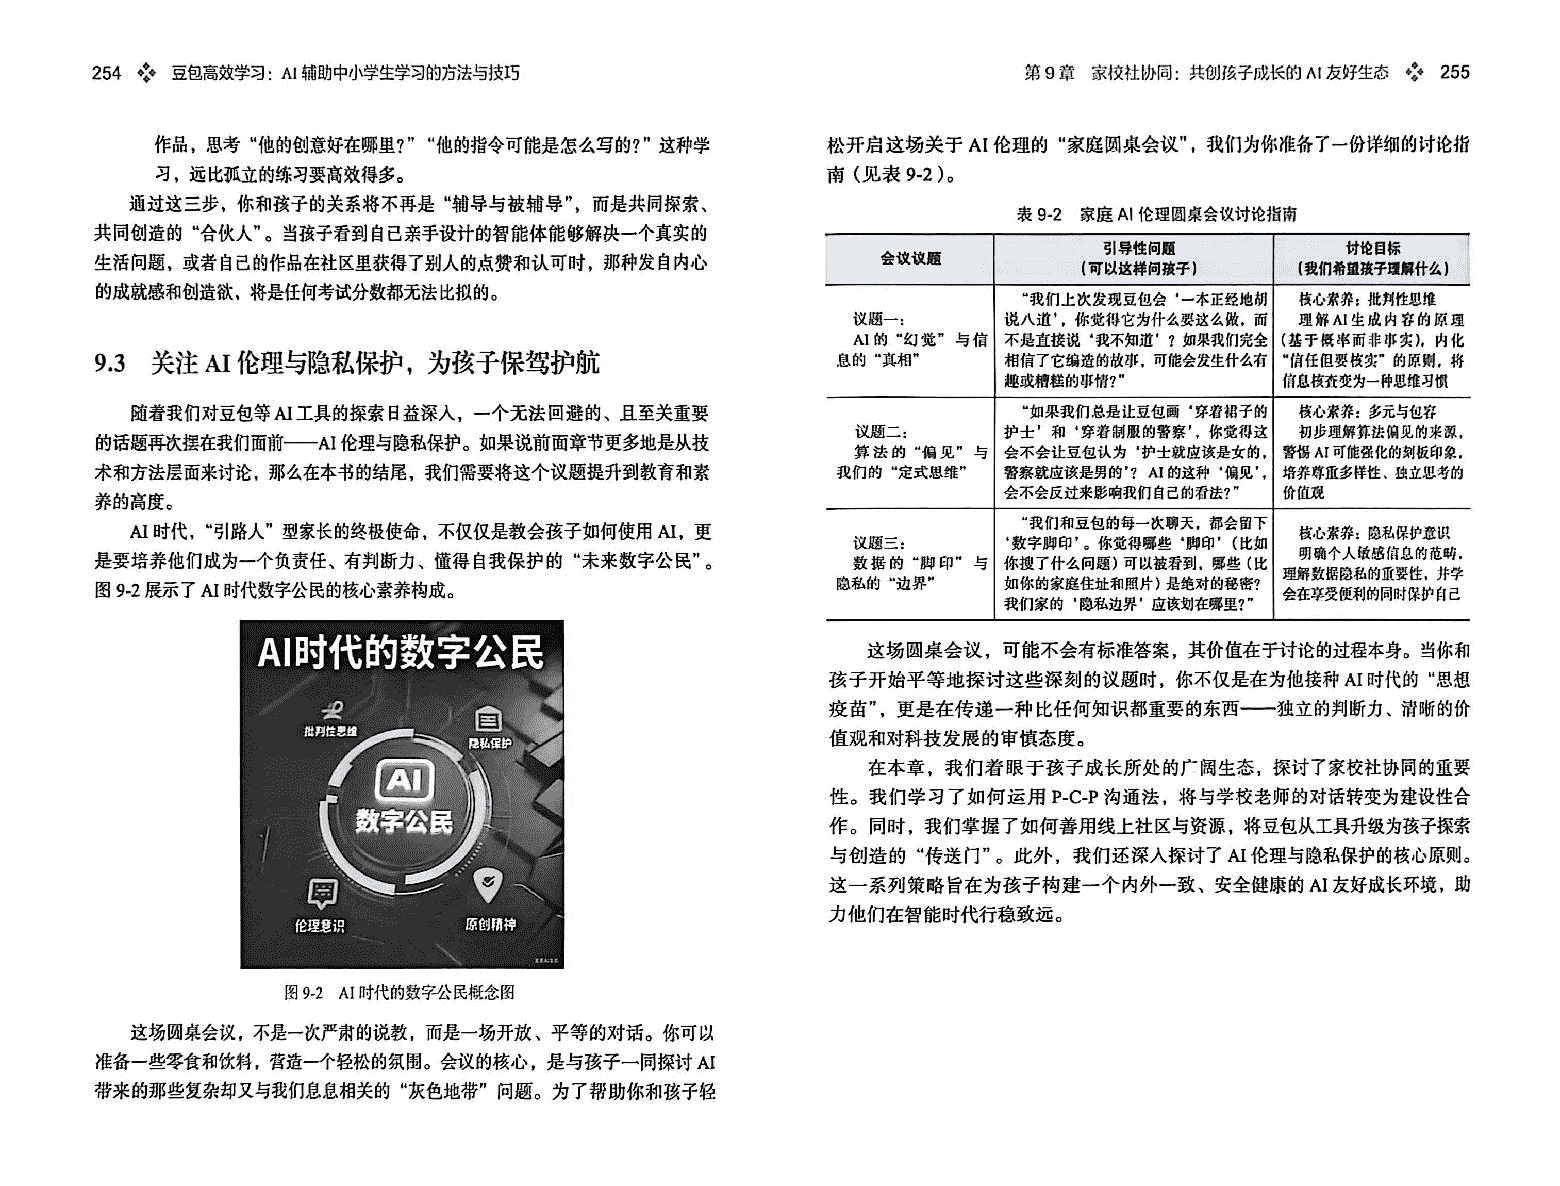 254 豆包高效学习：AI 辅助中小学生学习的方法与技巧
作品，思考“他的创意好在哪里？”“他的指令可能是怎么写的？”这种学
习，远比孤立的练习要高效得多。
通过这三步，你和孩子的关系将不再是“辅导与被辅导”，而是共同探索、
共同创造的“合伙人”。当孩子看到自己亲手设计的智能体能够解决一个真实的
生活问题，或者自己的作品在社区里获得了别人的点赞和认可时，那种发自内心
的成就感和创造欲，将是任何考试分数都无法比拟的。
9.3 关注 AI 伦理与隐私保护，为孩子保驾护航
随着我们对豆包等 AI 工具的探索日益深入，一个无法回避的、且至关重要
的话题再次摆在我们面前——AI 伦理与隐私保护。如果说前面章节更多地是从技
术和方法层面来讨论，那么在本书的结尾，我们需要将这个议题提升到教育和素
养的高度。
AI 时代，“引路人”型家长的终极使命，不仅仅是教会孩子如何使用 AI，更
是要培养他们成为一个负责任、有判断力、懂得自我保护的“未来数字公民”。
图 9-2 展示了 AI 时代数字公民的核心素养构成。
AI时代的数字公民
批判性思维
隐私保护
AI
数字公民
伦理意识
原创精神
豆包AI生成
图 9-2 AI 时代的数字公民概念图
这场圆桌会议，不是一次严肃的说教，而是一场开放、平等的对话。你可以
准备一些零食和饮料，营造一个轻松的氛围。会议的核心，是与孩子一同探讨 AI
带来的那些复杂却又与我们息息相关的“灰色地带”问题。为了帮助你和孩子轻
第 9 章 家校社协同：共创孩子成长的 AI 友好生态 255
松开启这场关于 AI 伦理的“家庭圆桌会议”，我们为你准备了一份详细的讨论指
南（见表 9-2）。
表 9-2 家庭 AI 伦理圆桌会议讨论指南
会议议题
引导性问题
（可以这样问孩子）
讨论目标
（我们希望孩子理解什么）
议题一：
AI 的“幻觉”与信
息的“真相”
“我们上次发现豆包会‘一本正经地胡
说八道’，你觉得它为什么要这么做，而
不是直接说‘我不知道’？如果我们完全
相信了它编造的故事，可能会发生什么有
趣或糟糕的事情？”
核心素养：批判性思维
理解 AI 生成内容的原理
（基于概率而非事实），内化
“信任但要核实”的原则，将
信息核查变为一种思维习惯
议题二：
算法的“偏见”与
我们的“定式思维”
“如果我们总是让豆包画‘穿着裙子的
护士’和‘穿着制服的警察’，你觉得这
会不会让豆包认为‘护士就应该是女的，
警察就应该是男的’？AI 的这种‘偏见’，
会不会反过来影响我们自己的看法？”
核心素养：多元与包容
初步理解算法偏见的来源，
警惕 AI 可能强化的刻板印象，
培养尊重多样性、独立思考的
价值观
议题三：
数据的“脚印”与
隐私的“边界”
“我们和豆包的每一次聊天，都会留下
‘数字脚印’。你觉得哪些‘脚印’（比如
你搜了什么问题）可以被看到，哪些（比
如你的家庭住址和照片）是绝对的秘密？
我们家的‘隐私边界’应该划在哪里？”
核心素养：隐私保护意识
明确个人敏感信息的范畴，
理解数据隐私的重要性，并学
会在享受便利的同时保护自己
这场圆桌会议，可能不会有标准答案，其价值在于讨论的过程本身。当你和
孩子开始平等地探讨这些深刻的议题时，你不仅是在为他接种 AI 时代的“思想
疫苗”，更是在传递一种比任何知识都重要的东西——独立的判断力、清晰的价
值观和对科技发展的审慎态度。
在本章，我们着眼于孩子成长所处的广阔生态，探讨了家校社协同的重要
性。我们学习了如何运用 P-C-P 沟通法，将与学校老师的对话转变为建设性合
作。同时，我们掌握了如何善用线上社区与资源，将豆包从工具升级为孩子探索
与创造的“传送门”。此外，我们还深入探讨了 AI 伦理与隐私保护的核心原则。
这一系列策略旨在为孩子构建一个内外一致、安全健康的 AI 友好成长环境，助
力他们在智能时代行稳致远。